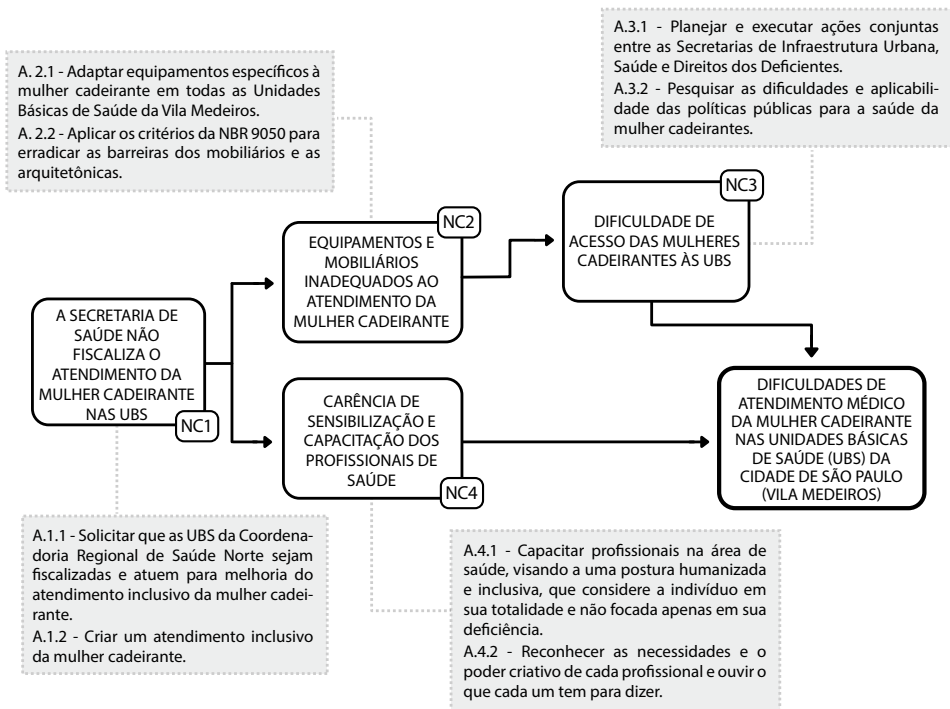 A. 2.1 - Adaptar equipamentos específicos à
mulher cadeirante em todas as Unidades
Básicas de Saúde da Vila Medeiros.
A. 2.2 - Aplicar os critérios da NBR 9050 para
erradicar as barreiras dos mobiliários e as
arquitetônicas.
A.3.1 - Planejar e executar ações conjuntas
entre as Secretarias de Infraestrutura Urbana,
Saúde e Direitos dos Deficientes.
A.3.2 - Pesquisar as dificuldades e aplicabili-
dade das políticas públicas para a saúde da
mulher cadeirantes.
NC2
EQUIPAMENTOS E
MOBILIÁRIOS
INADEQUADOS AO
ATENDIMENTO DA
MULHER CADEIRANTE
NC3
DIFICULDADE DE
ACESSO DAS MULHERES
CADEIRANTES ÀS UBS
A SECRETARIA DE
SAÚDE NÃO
FISCALIZA O
ATENDIMENTO DA
MULHER CADEIRANTE
NAS UBS
NC1
CARÊNCIA DE
SENSIBILIZAÇÃO E
CAPACITAÇÃO DOS
PROFISSIONAIS DE
SAÚDE
NC4
DIFICULDADES DE
ATENDIMENTO MÉDICO
DA MULHER CADEIRANTE
NAS UNIDADES BÁSICAS
DE SAÚDE (UBS) DA
CIDADE DE SÃO PAULO
(VILA MEDEIROS)
A.1.1 - Solicitar que as UBS da Coordena-
doria Regional de Saúde Norte sejam
fiscalizadas e atuem para melhoria do
atendimento inclusivo da mulher cadei-
rante.
A.1.2 - Criar um atendimento inclusivo
da mulher cadeirante.
A.4.1 - Capacitar profissionais na área de
saúde, visando a uma postura humanizada
e inclusiva, que considere a indivíduo em
sua totalidade e não focada apenas em sua
deficiência.
A.4.2 - Reconhecer as necessidades e o
poder criativo de cada profissional e ouvir o
que cada um tem para dizer.